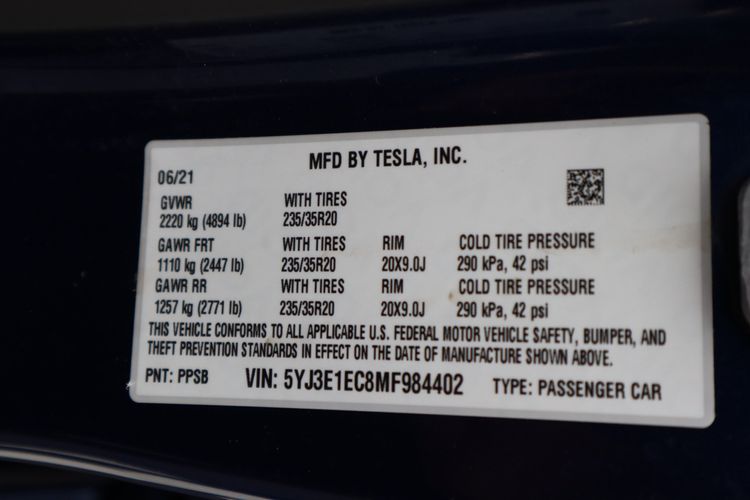 MFD BY TESLA, INC.
06/21
GVWR WITH TIRES
2220 kg (4894 lb) 235/35R20
GAWR FRT WITH TIRES RIM COLD TIRE PRESSURE
1110 kg (2447 lb) 235/35R20 20X9.0J 290 kPa, 42 psi
GAWR RR WITH TIRES RIM COLD TIRE PRESSURE
1257 kg (2771 lb) 235/35R20 20X9.0J 290 kPa, 42 psi
THIS VEHICLE CONFORMS TO ALL APPLICABLE U.S. FEDERAL MOTOR VEHICLE SAFETY, BUMPER, AND
THEFT PREVENTION STANDARDS IN EFFECT ON THE DATE OF MANUFACTURE SHOWN ABOVE.
PNT: PPSB VIN: 5YJ3E1EC8MF984402 TYPE: PASSENGER CAR